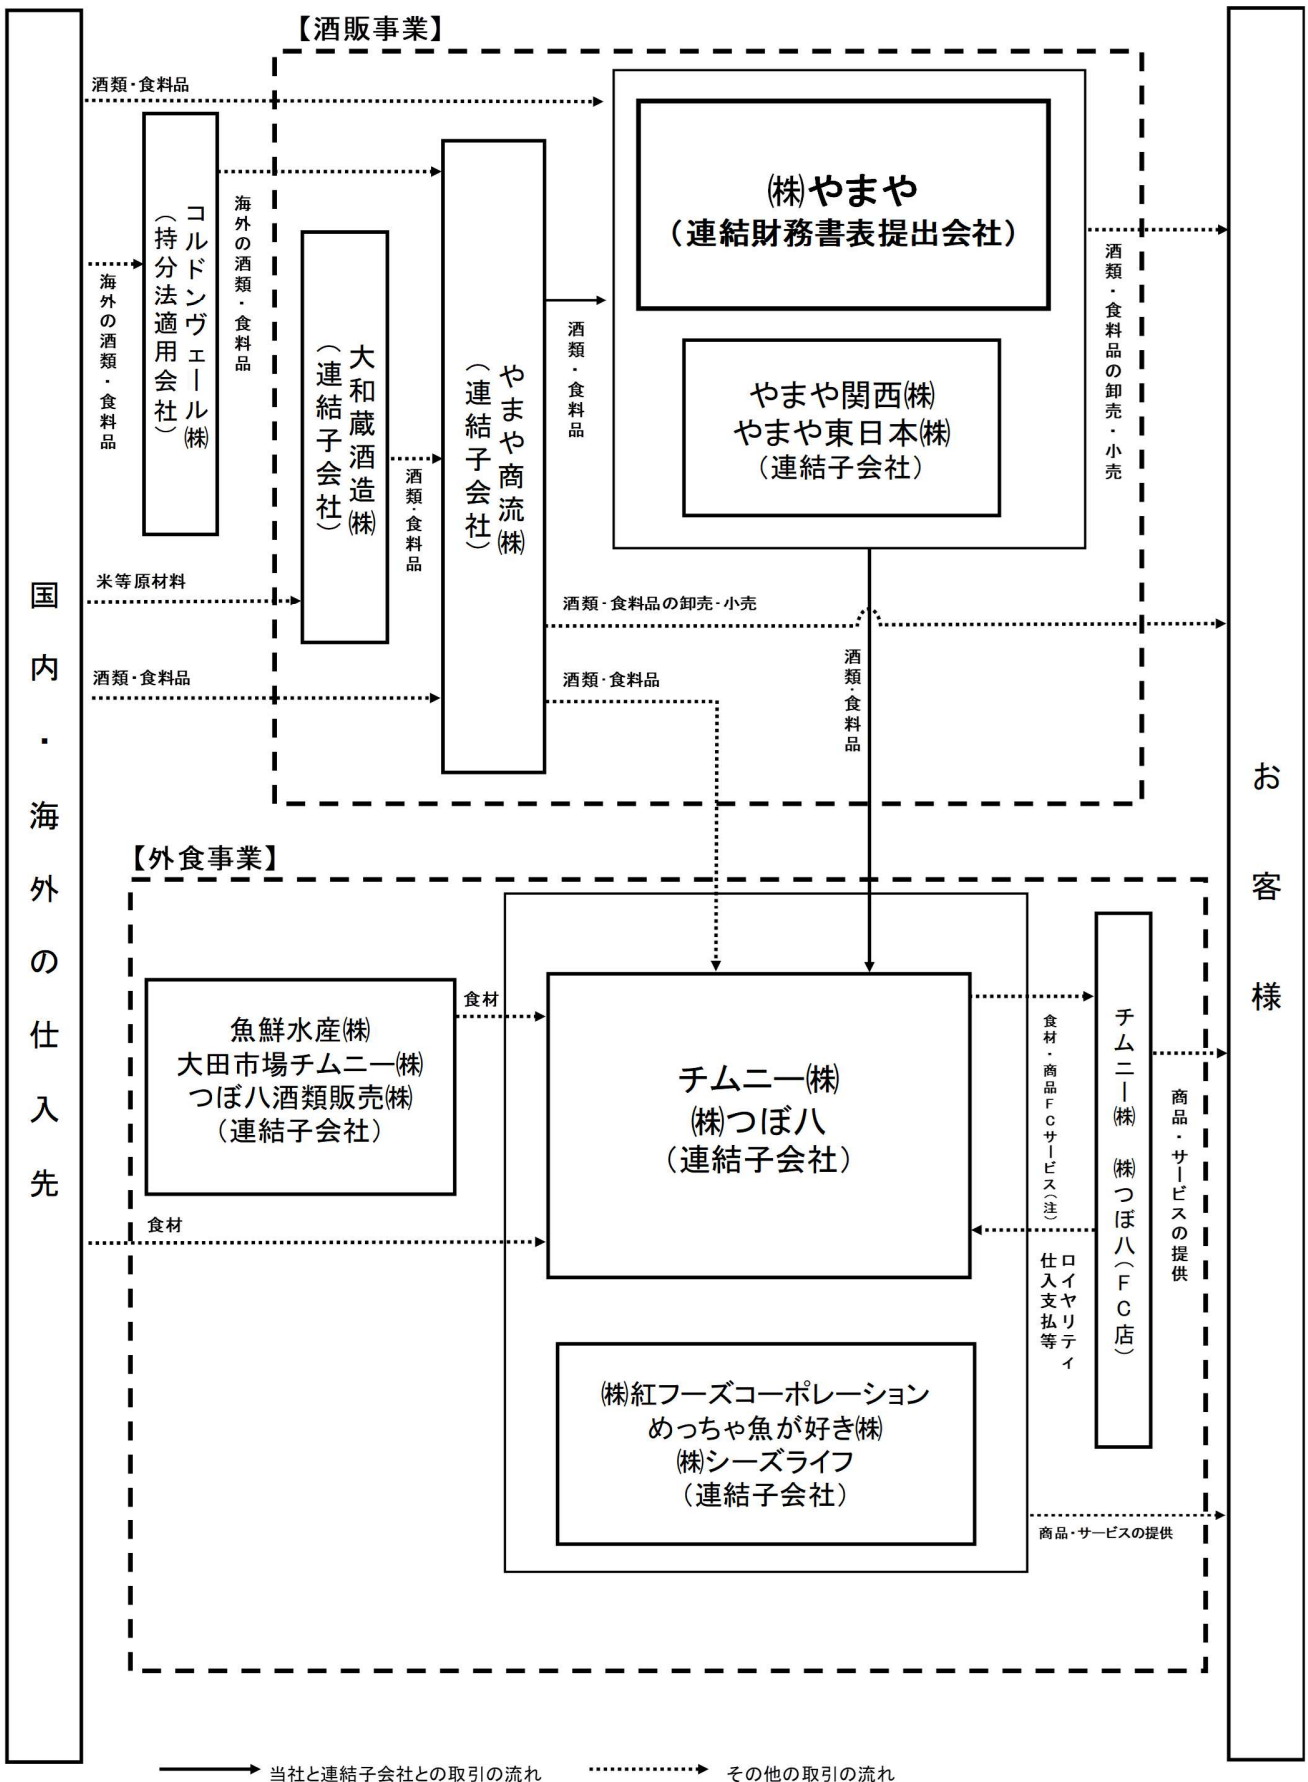 【酒販事業】
酒類・食料品
国内・海外の仕入先
海外の酒類・食料品
コルドンヴェール㈱
（持分法適用会社）
海外の酒類・食料品
大和蔵酒造㈱
（連結子会社）
酒類・食料品
やまや商流㈱
（連結子会社）
酒類・食料品
㈱やまや
（連結財務書表提出会社）
やまや関西㈱
やまや東日本㈱
（連結子会社）
酒類・食料品の卸売・小売
お客様
米等原材料
酒類・食料品の卸売・小売
酒類・食料品
酒類・食料品
酒類・食料品
【外食事業】
魚鮮水産㈱
大田市場チムニー㈱
つぼ八酒類販売㈱
（連結子会社）
食材
食材
チムニー㈱
㈱つぼ八
（連結子会社）
食材・商品FCサービス（注）
ロイヤリティ
仕入支払等
チムニー㈱　㈱つぼ八（FC店）
商品・サービスの提供
㈱紅フーズコーポレーション
めっちゃ魚が好き㈱
㈱シーズライフ
（連結子会社）
商品・サービスの提供
当社と連結子会社との取引の流れ
その他の取引の流れ